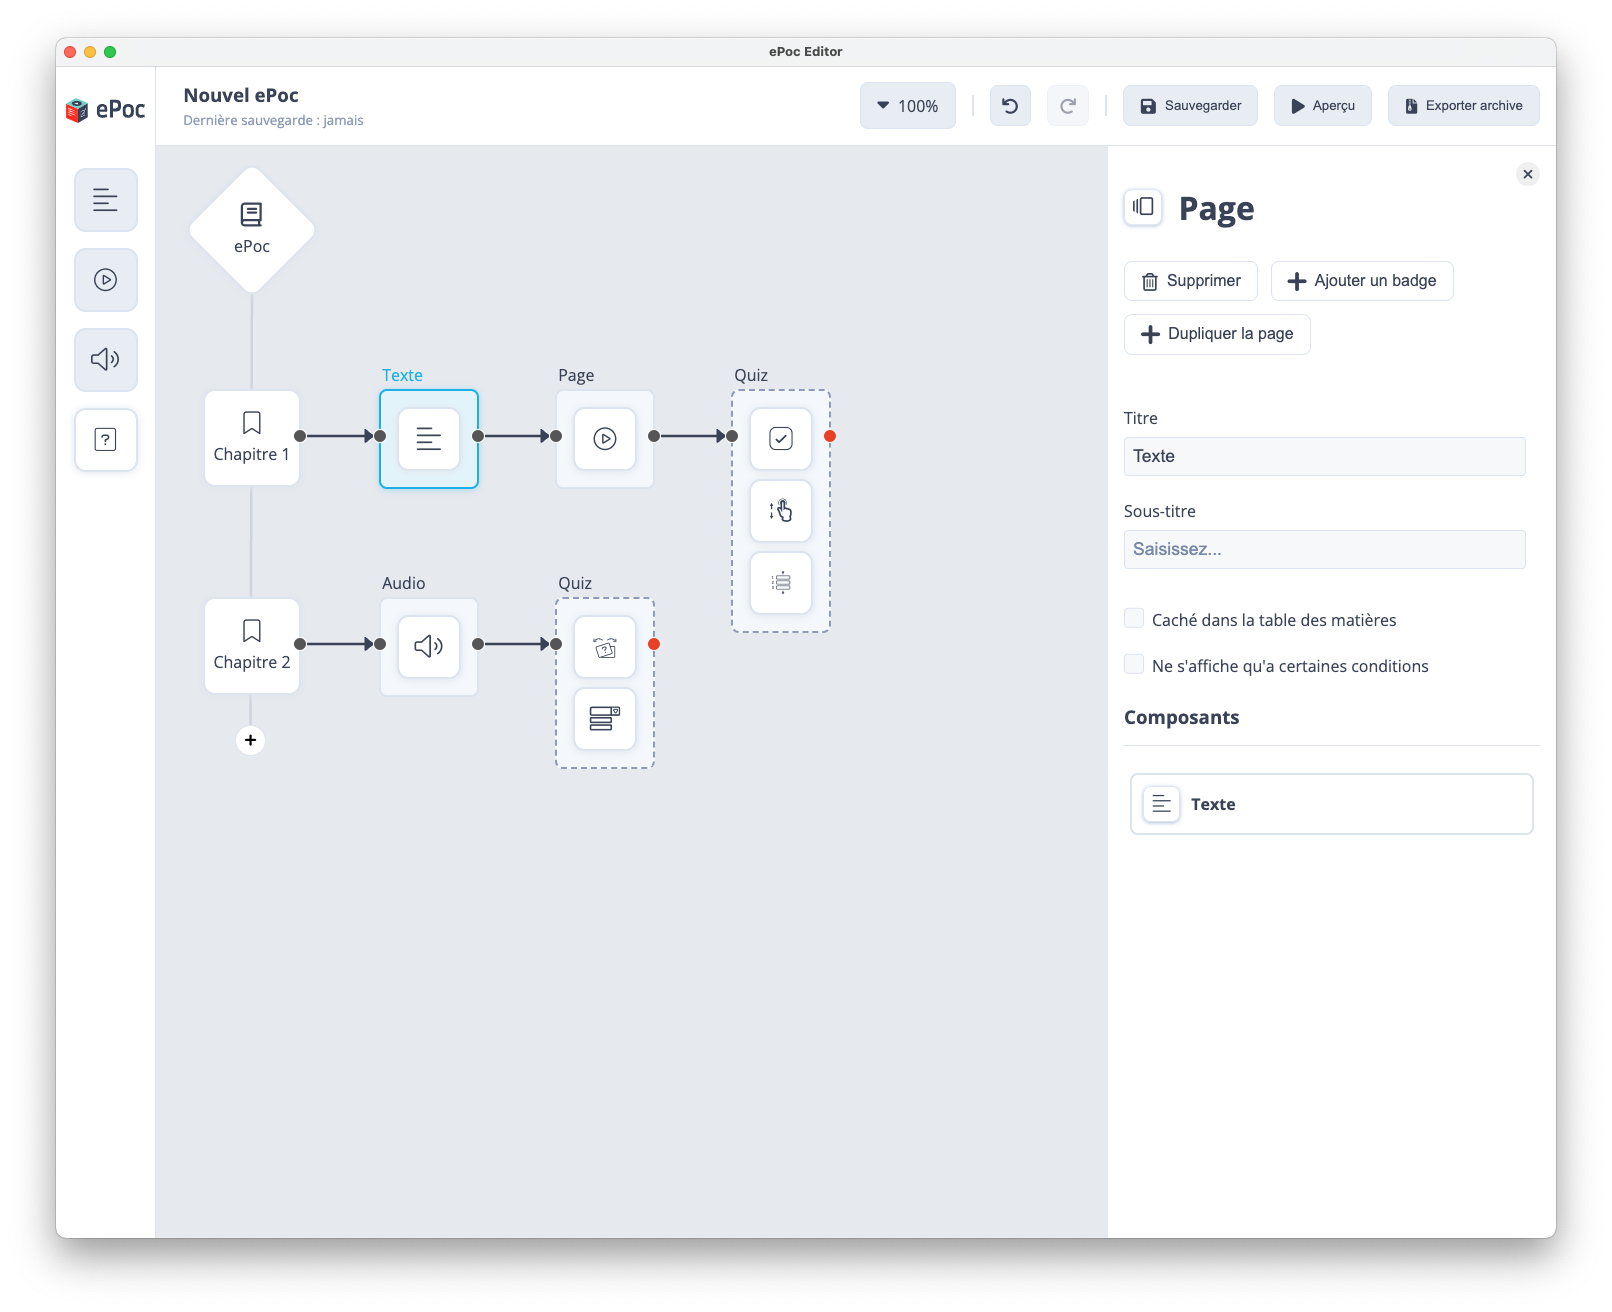 ePoc Editor
ePoc
Nouvel ePoc
Dernière sauvegarde : jamais
100%
Sauvegarder
Aperçu
Exporter archive
ePoc
Texte
Page
Quiz
Chapitre 1
Audio
Quiz
Chapitre 2
Page
Supprimer
Ajouter un badge
Dupliquer la page
Titre
Texte
Sous-titre
Saisissez...
Caché dans la table des matières
Ne s'affiche qu'a certaines conditions
Composants
Texte